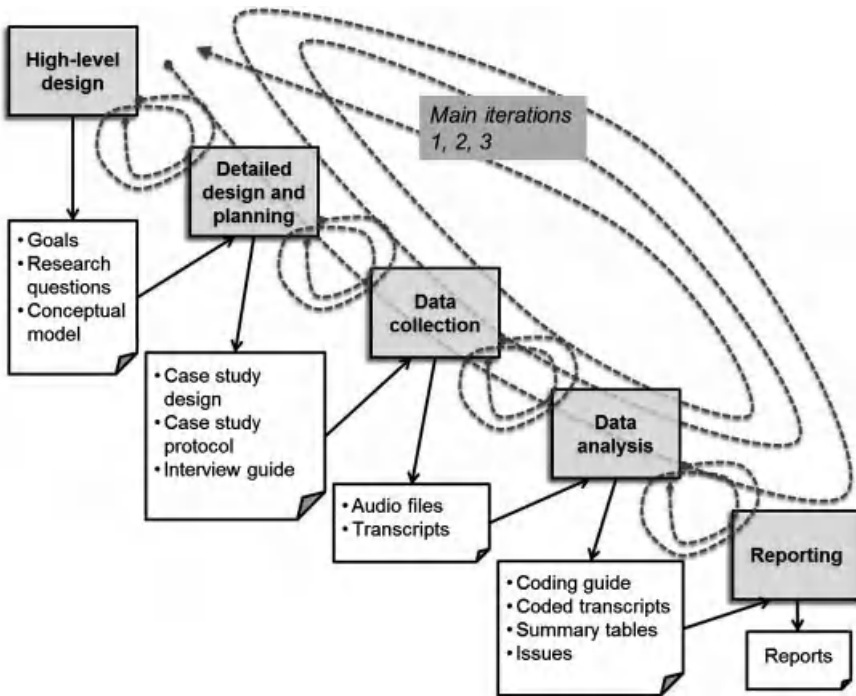 High-level
design
Main iterations
1, 2, 3
Detailed
design and
planning
• Goals
• Research
questions
• Conceptual
model
Data
collection
• Case study
design
• Case study
protocol
• Interview guide
Data
analysis
• Audio files
• Transcripts
Reporting
• Coding guide
• Coded transcripts
• Summary tables
• Issues
Reports